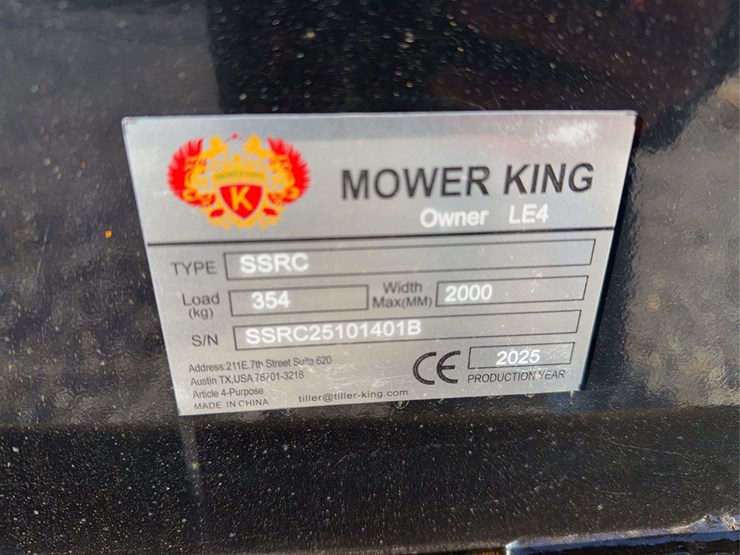 K
MOWER KING
Owner LE4
TYPE SSRC
Load (kg) 354 Width Max(MM) 2000
S/N SSRC25101401B
Address:211E.7th Street Suite 620
Austin TX,USA 78701-3218
Article 4-Purpose
MADE IN CHINA
tiller@tiller-king.com
CE
2025
PRODUCTION YEAR